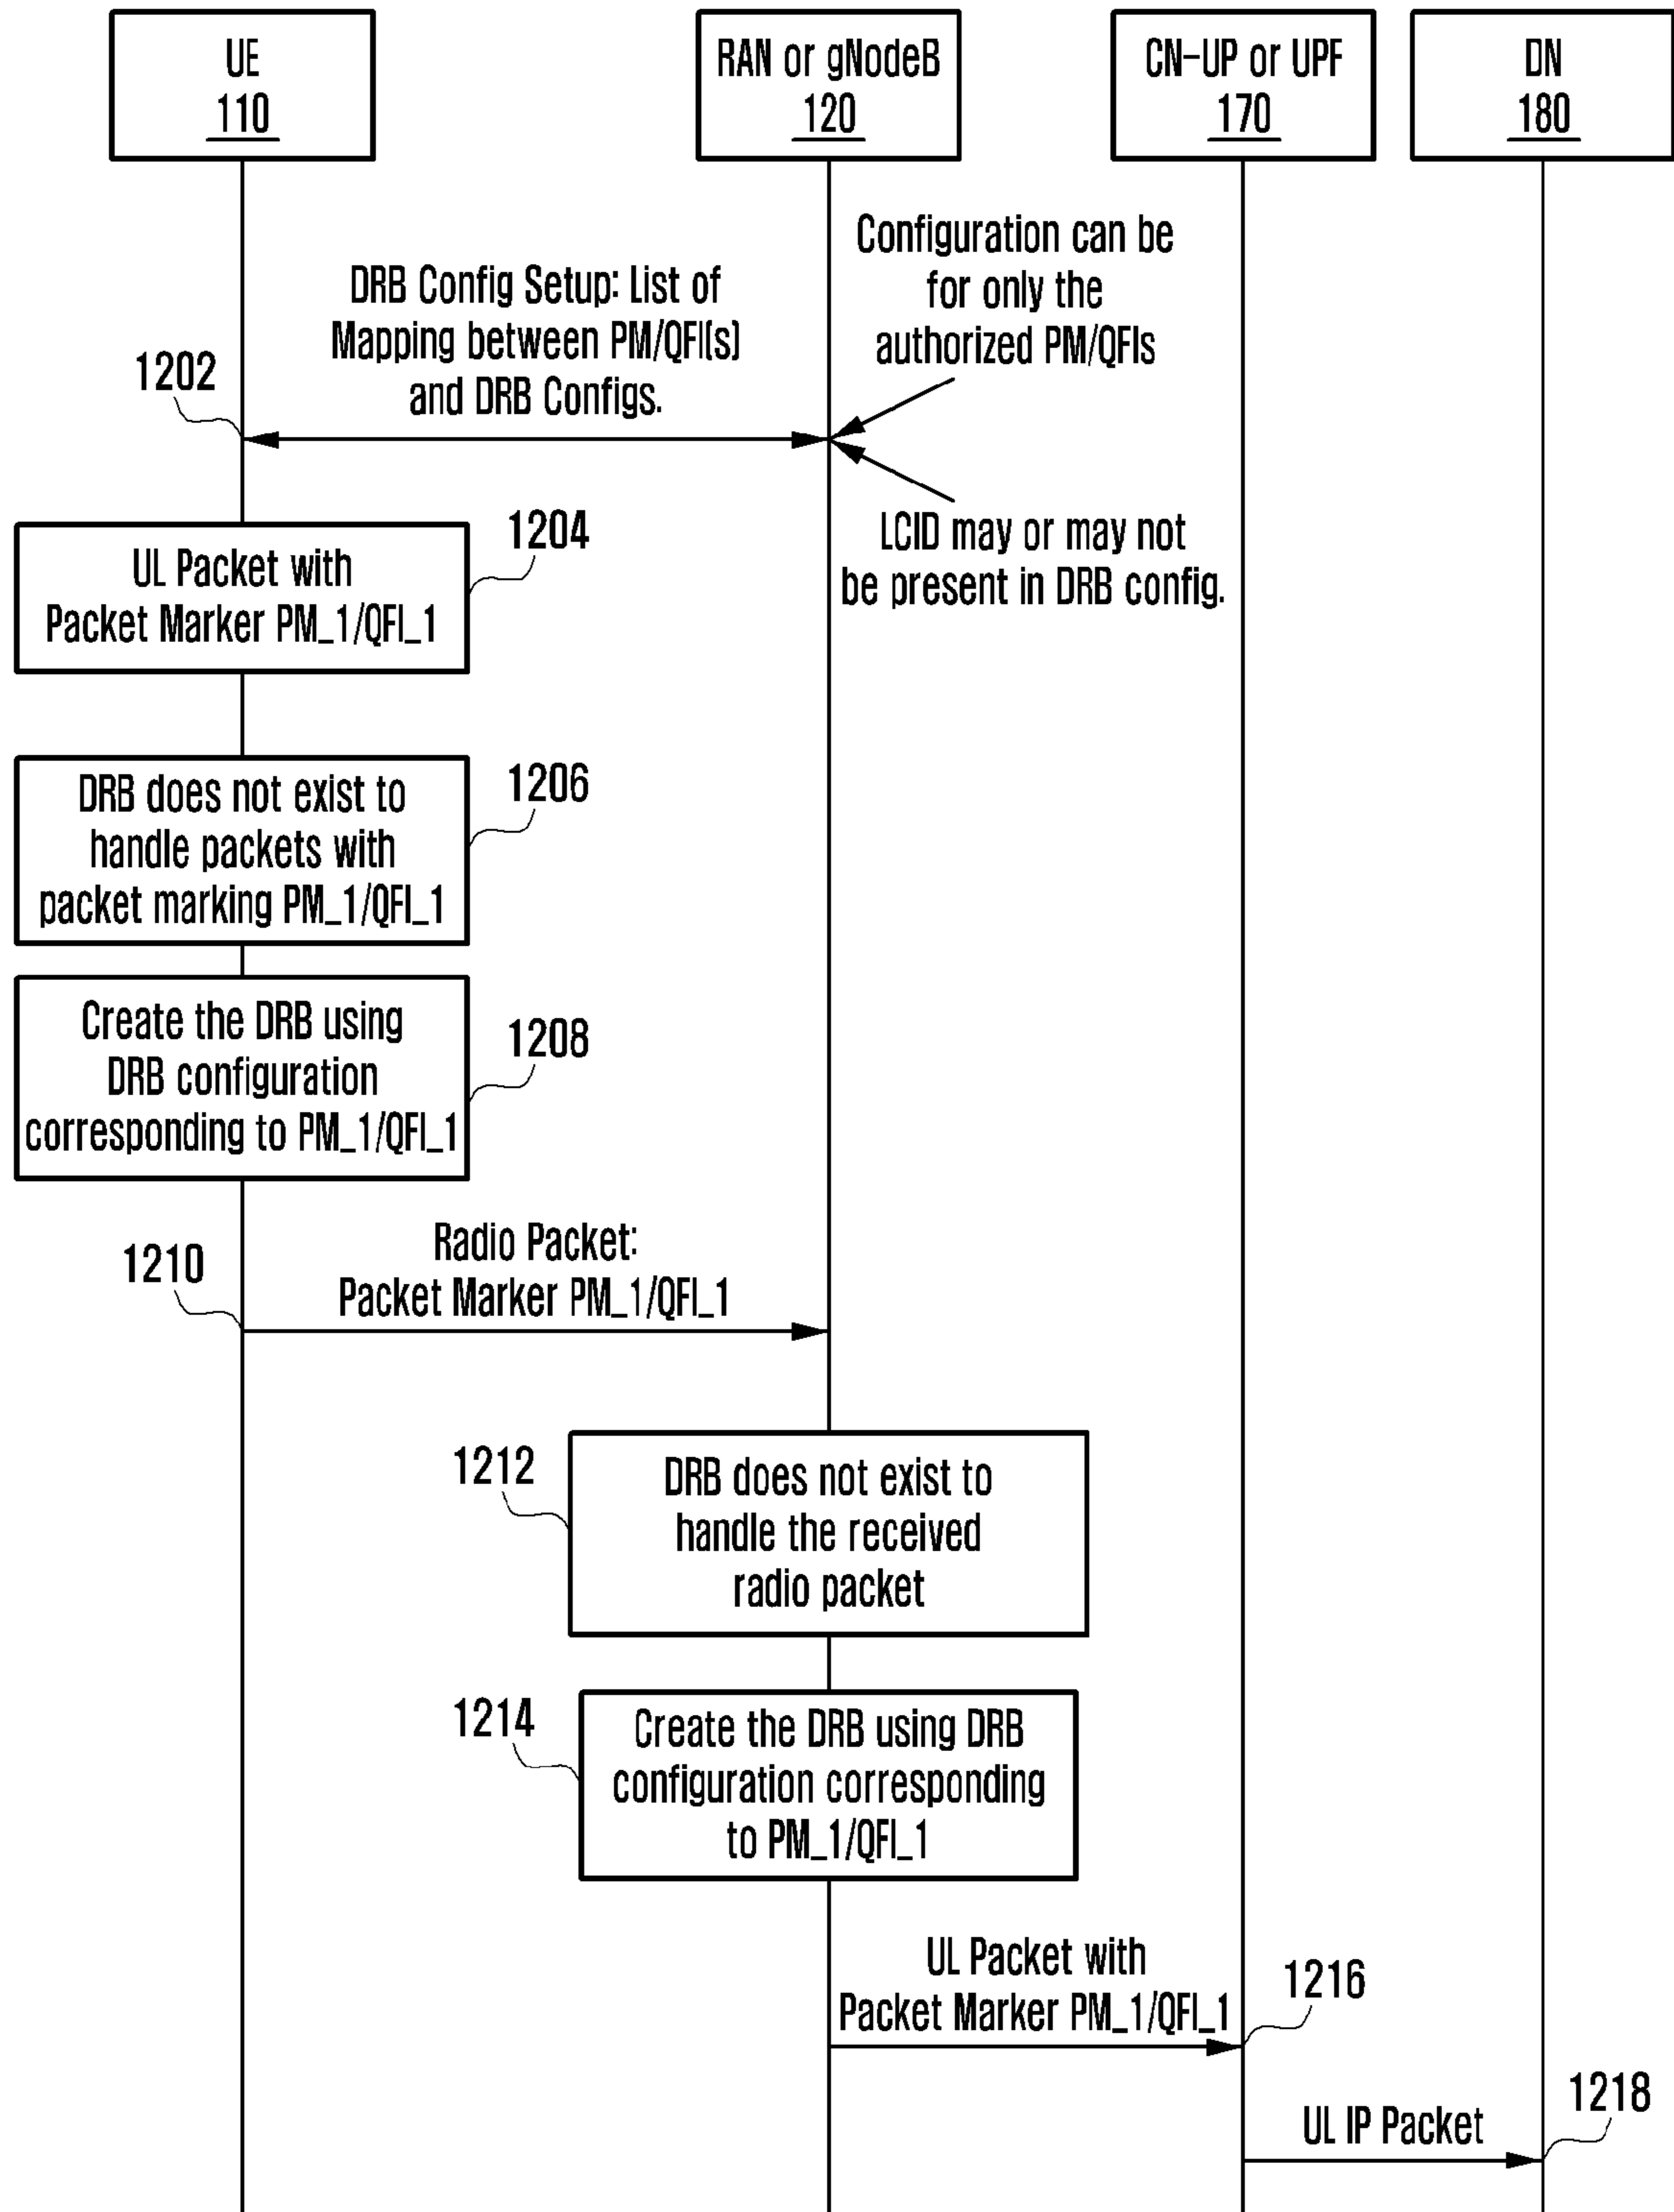 UE
110
RAN or gNodeB
120
CN-UP or UPF
170
DN
180
Configuration can be
for only the
authorized PM/QFIs
DRB Config Setup: List of
Mapping between PM/QFI(s)
and DRB Configs.
1202
LCID may or may not
be present in DRB config.
UL Packet with
Packet Marker PM_1/QFI_1
1204
DRB does not exist to
handle packets with
packet marking PM_1/QFI_1
1206
Create the DRB using
DRB configuration
corresponding to PM_1/QFI_1
1208
Radio Packet:
Packet Marker PM_1/QFI_1
1210
1212
DRB does not exist to
handle the received
radio packet
1214
Create the DRB using DRB
configuration corresponding
to PM_1/QFI_1
UL Packet with
Packet Marker PM_1/QFI_1
1216
UL IP Packet
1218